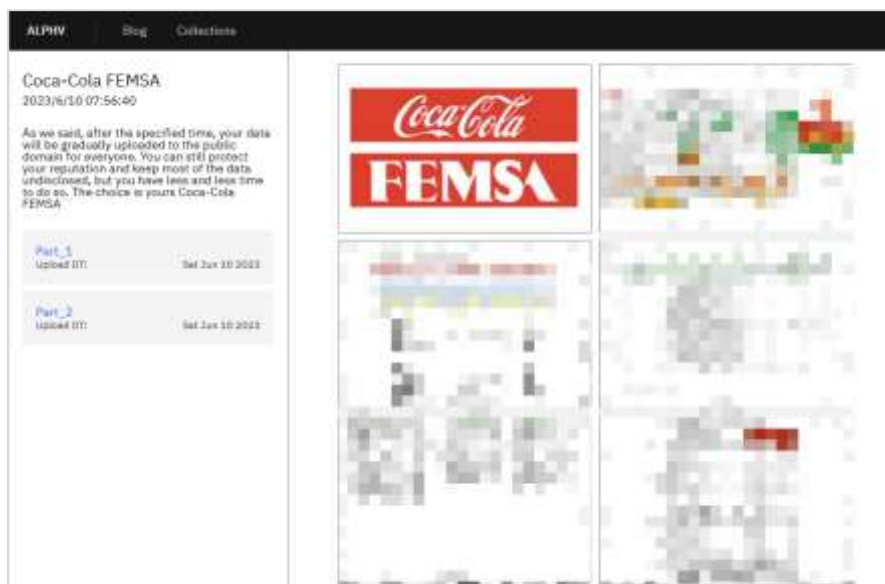 ALPHV Blog Collections
Coca-Cola FEMSA
2023/6/10 07:56:40
As we said, after the specified time, your data
will be gradually uploaded to the public
domain for everyone. You can still protect
your reputation and keep most of the data
undisclosed, but you have less and less time
to do so. The choice is yours Coca-Cola
FEMSA
Part_1
Upload DT: Sat Jun 10 2023
Part_2
Upload DT: Sat Jun 10 2023
Coca-Cola
FEMSA